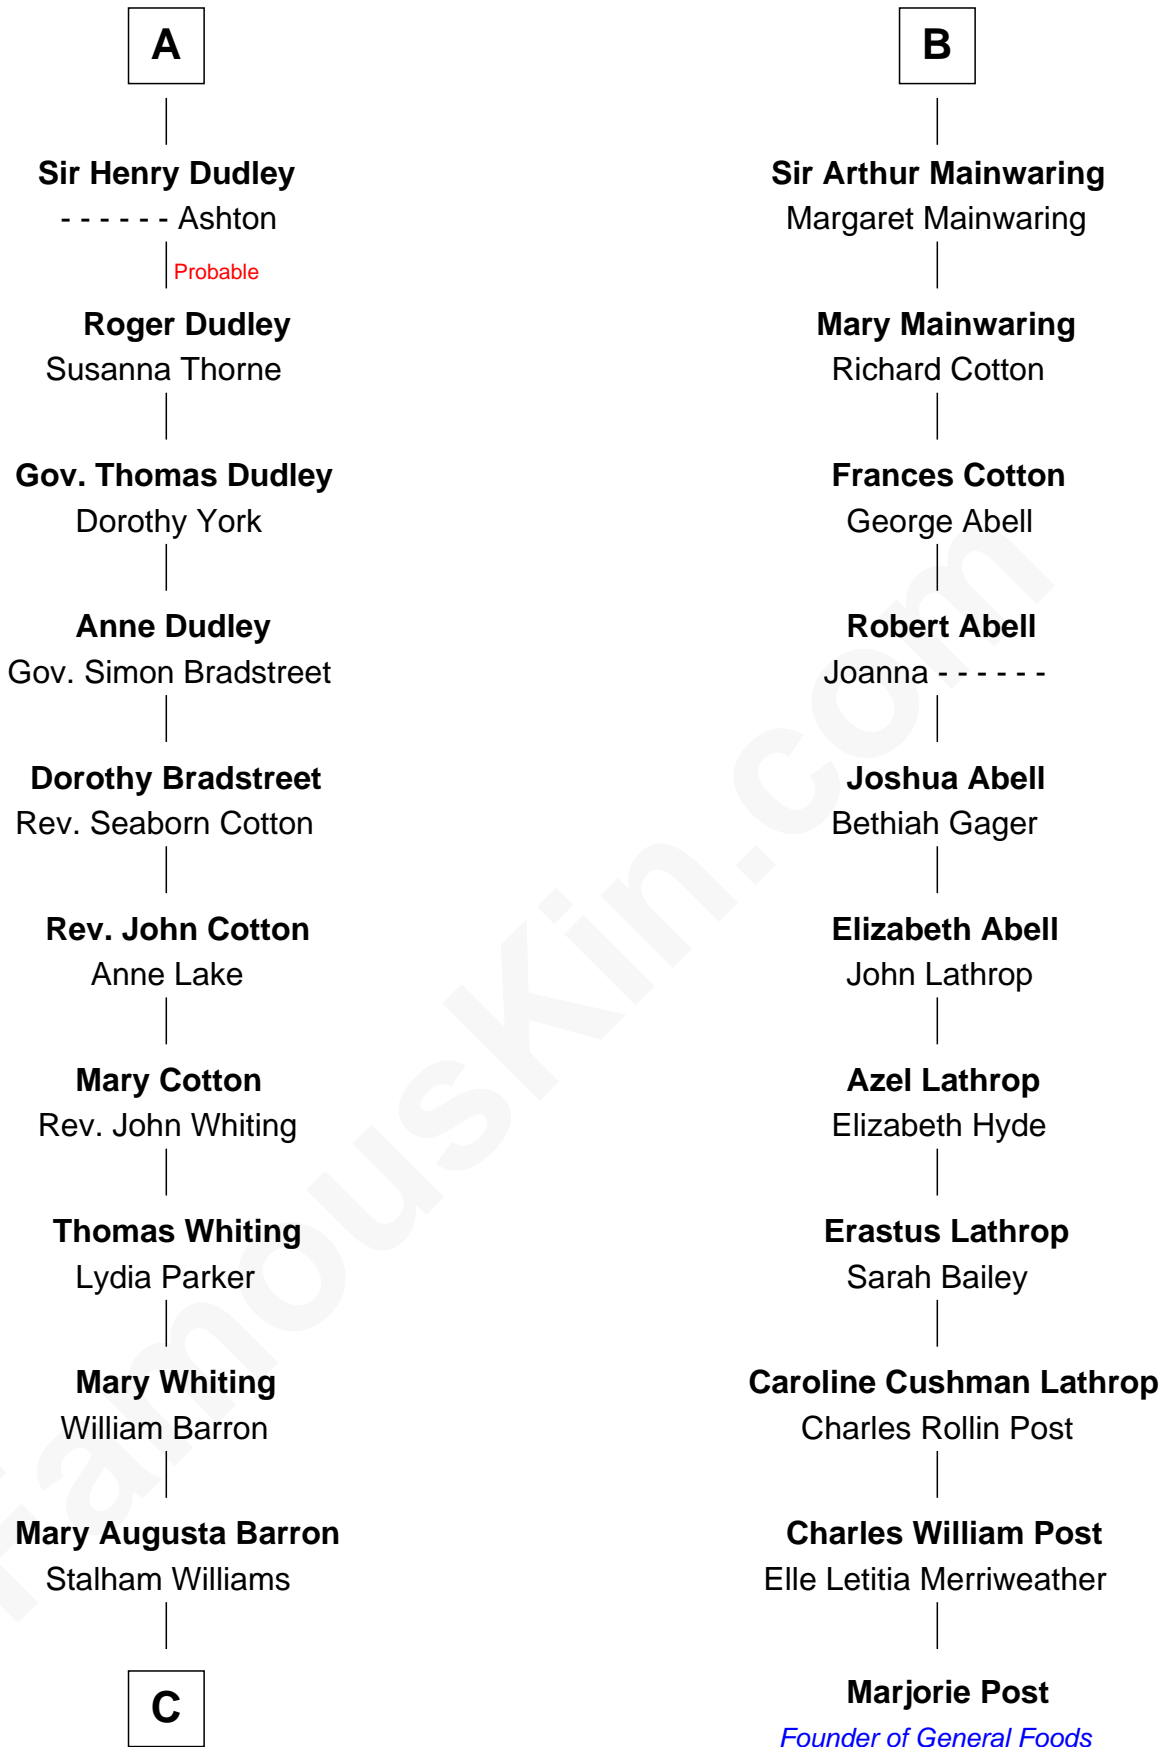 A
Sir Henry Dudley
- - - - - - Ashton
Probable
Roger Dudley
Susanna Thorne
Gov. Thomas Dudley
Dorothy York
Anne Dudley
Gov. Simon Bradstreet
Dorothy Bradstreet
Rev. Seaborn Cotton
Rev. John Cotton
Anne Lake
Mary Cotton
Rev. John Whiting
Thomas Whiting
Lydia Parker
Mary Whiting
William Barron
Mary Augusta Barron
Stalham Williams
C
B
Sir Arthur Mainwaring
Margaret Mainwaring
Mary Mainwaring
Richard Cotton
Frances Cotton
George Abell
Robert Abell
Joanna - - - - - -
Joshua Abell
Bethiah Gager
Elizabeth Abell
John Lathrop
Azel Lathrop
Elizabeth Hyde
Erastus Lathrop
Sarah Bailey
Caroline Cushman Lathrop
Charles Rollin Post
Charles William Post
Elle Letitia Merriweather
Marjorie Post
Founder of General Foods
FamousKin.com